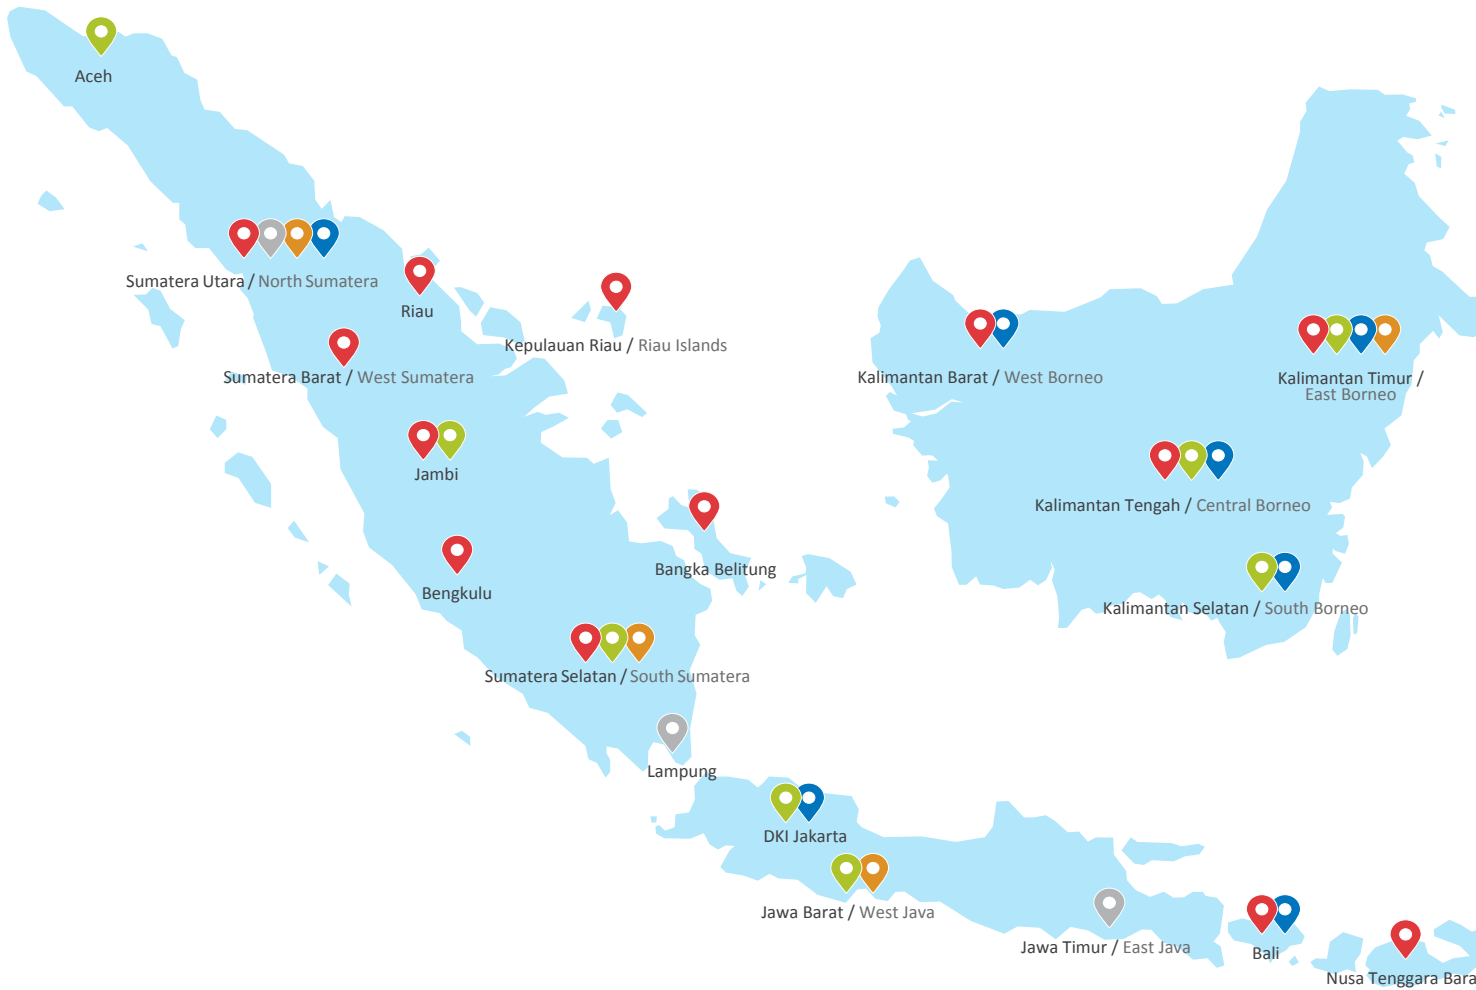 Aceh
Sumatera Utara / North Sumatera
Riau
Kepulauan Riau / Riau Islands
Sumatera Barat / West Sumatera
Kalimantan Barat / West Borneo
Kalimantan Timur /
East Borneo
Jambi
Kalimantan Tengah / Central Borneo
Bangka Belitung
Bengkulu
Kalimantan Selatan / South Borneo
Sumatera Selatan / South Sumatera
Lampung
DKI Jakarta
Jawa Barat / West Java
Jawa Timur / East Java
Bali
Nusa Tenggara Bara